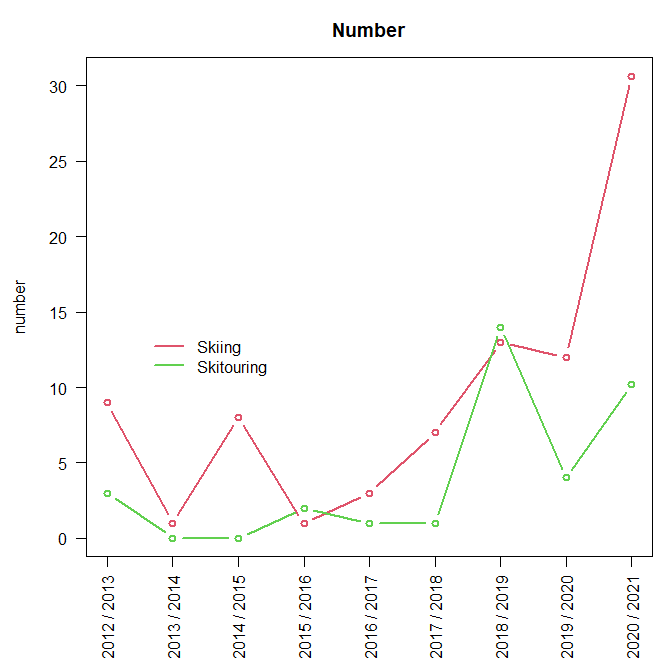 Number
number
30
25
20
15
10
5
0
Skiing
Skitouring
2012 / 2013
2013 / 2014
2014 / 2015
2015 / 2016
2016 / 2017
2017 / 2018
2018 / 2019
2019 / 2020
2020 / 2021